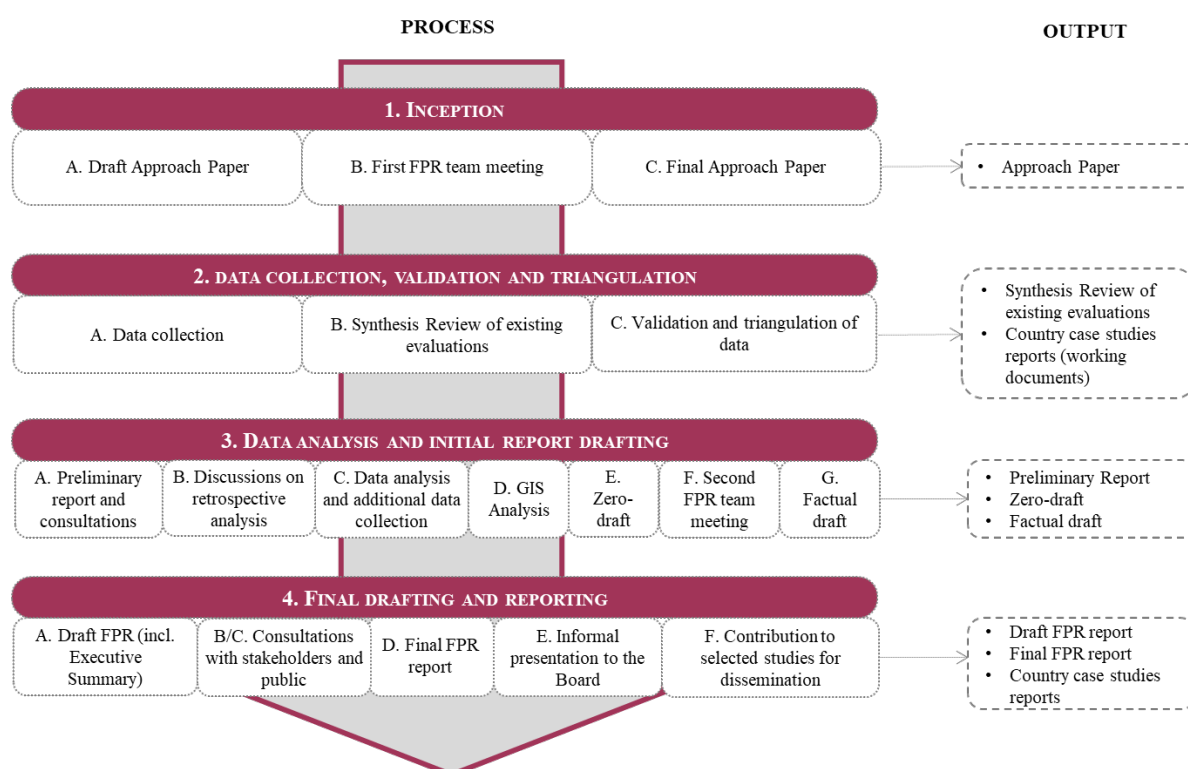 PROCESS
OUTPUT
1. INCEPTION
A. Draft Approach Paper
B. First FPR team meeting
C. Final Approach Paper
• Approach Paper
2. DATA COLLECTION, VALIDATION AND TRIANGULATION
A. Data collection
B. Synthesis Review of existing
evaluations
C. Validation and triangulation of
data
• Synthesis Review of
existing evaluations
• Country case studies
reports (working
documents)
3. DATA ANALYSIS AND INITIAL REPORT DRAFTING
A. Preliminary
report and
consultations
B. Discussions on
retrospective
analysis
C. Data analysis
and additional data
collection
D. GIS
Analysis
E.
Zero-
draft
F. Second
FPR team
meeting
G.
Factual
draft
• Preliminary Report
• Zero-draft
• Factual draft
4. FINAL DRAFTING AND REPORTING
A. Draft FPR (incl.
Executive
Summary)
B/C. Consultations
with stakeholders and
public
D. Final FPR
report
E. Informal
presentation to the
Board
F. Contribution to
selected studies for
dissemination
• Draft FPR report
• Final FPR report
• Country case studies
reports